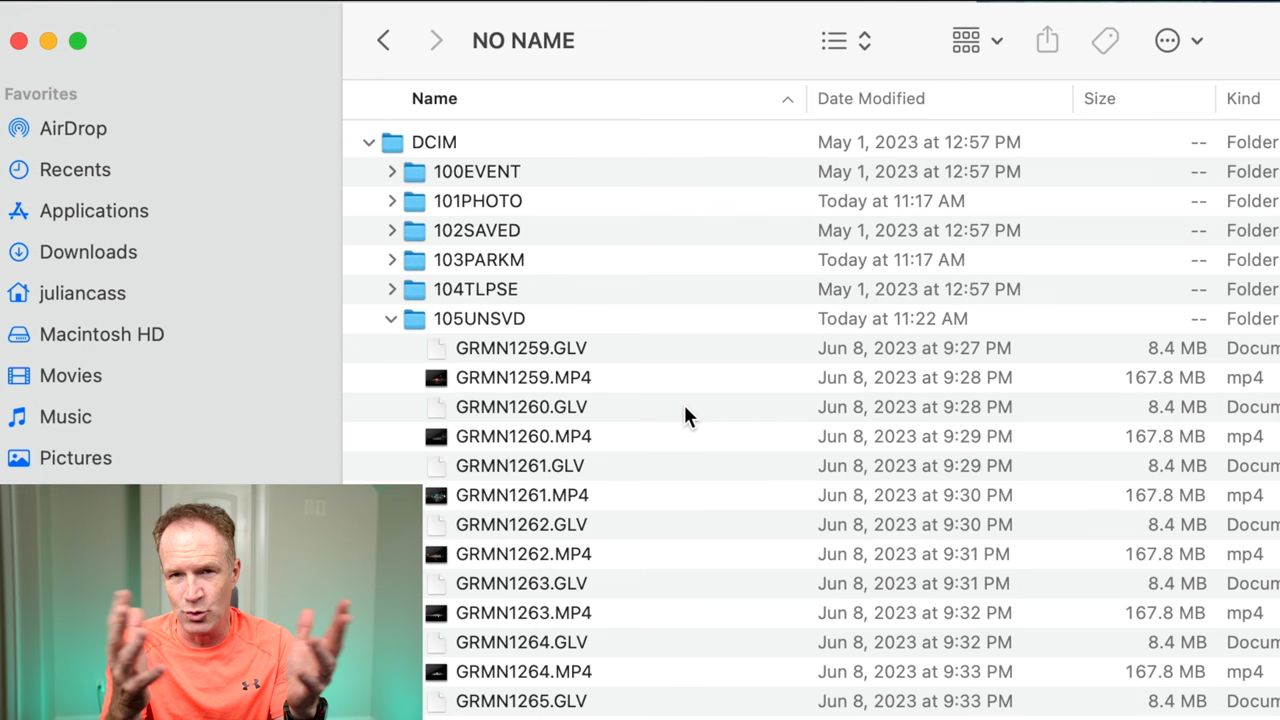 NO NAME
Favorites
AirDrop
Recents
Applications
Downloads
juliancass
Macintosh HD
Movies
Music
Pictures
Name Date Modified Size Kind
DCIM May 1, 2023 at 12:57 PM -- Folder
100EVENT May 1, 2023 at 12:57 PM -- Folder
101PHOTO Today at 11:17 AM -- Folder
102SAVED May 1, 2023 at 12:57 PM -- Folder
103PARKM Today at 11:17 AM -- Folder
104TLPSE May 1, 2023 at 12:57 PM -- Folder
105UNSVD Today at 11:22 AM -- Folder
GRMN1259.GLV Jun 8, 2023 at 9:27 PM 8.4 MB Docum
GRMN1259.MP4 Jun 8, 2023 at 9:28 PM 167.8 MB mp4
GRMN1260.GLV Jun 8, 2023 at 9:28 PM 8.4 MB Docum
GRMN1260.MP4 Jun 8, 2023 at 9:29 PM 167.8 MB mp4
GRMN1261.GLV Jun 8, 2023 at 9:29 PM 8.4 MB Docum
GRMN1261.MP4 Jun 8, 2023 at 9:30 PM 167.8 MB mp4
GRMN1262.GLV Jun 8, 2023 at 9:30 PM 8.4 MB Docum
GRMN1262.MP4 Jun 8, 2023 at 9:31 PM 167.8 MB mp4
GRMN1263.GLV Jun 8, 2023 at 9:31 PM 8.4 MB Docum
GRMN1263.MP4 Jun 8, 2023 at 9:32 PM 167.8 MB mp4
GRMN1264.GLV Jun 8, 2023 at 9:32 PM 8.4 MB Docum
GRMN1264.MP4 Jun 8, 2023 at 9:33 PM 167.8 MB mp4
GRMN1265.GLV Jun 8, 2023 at 9:33 PM 8.4 MB Docum